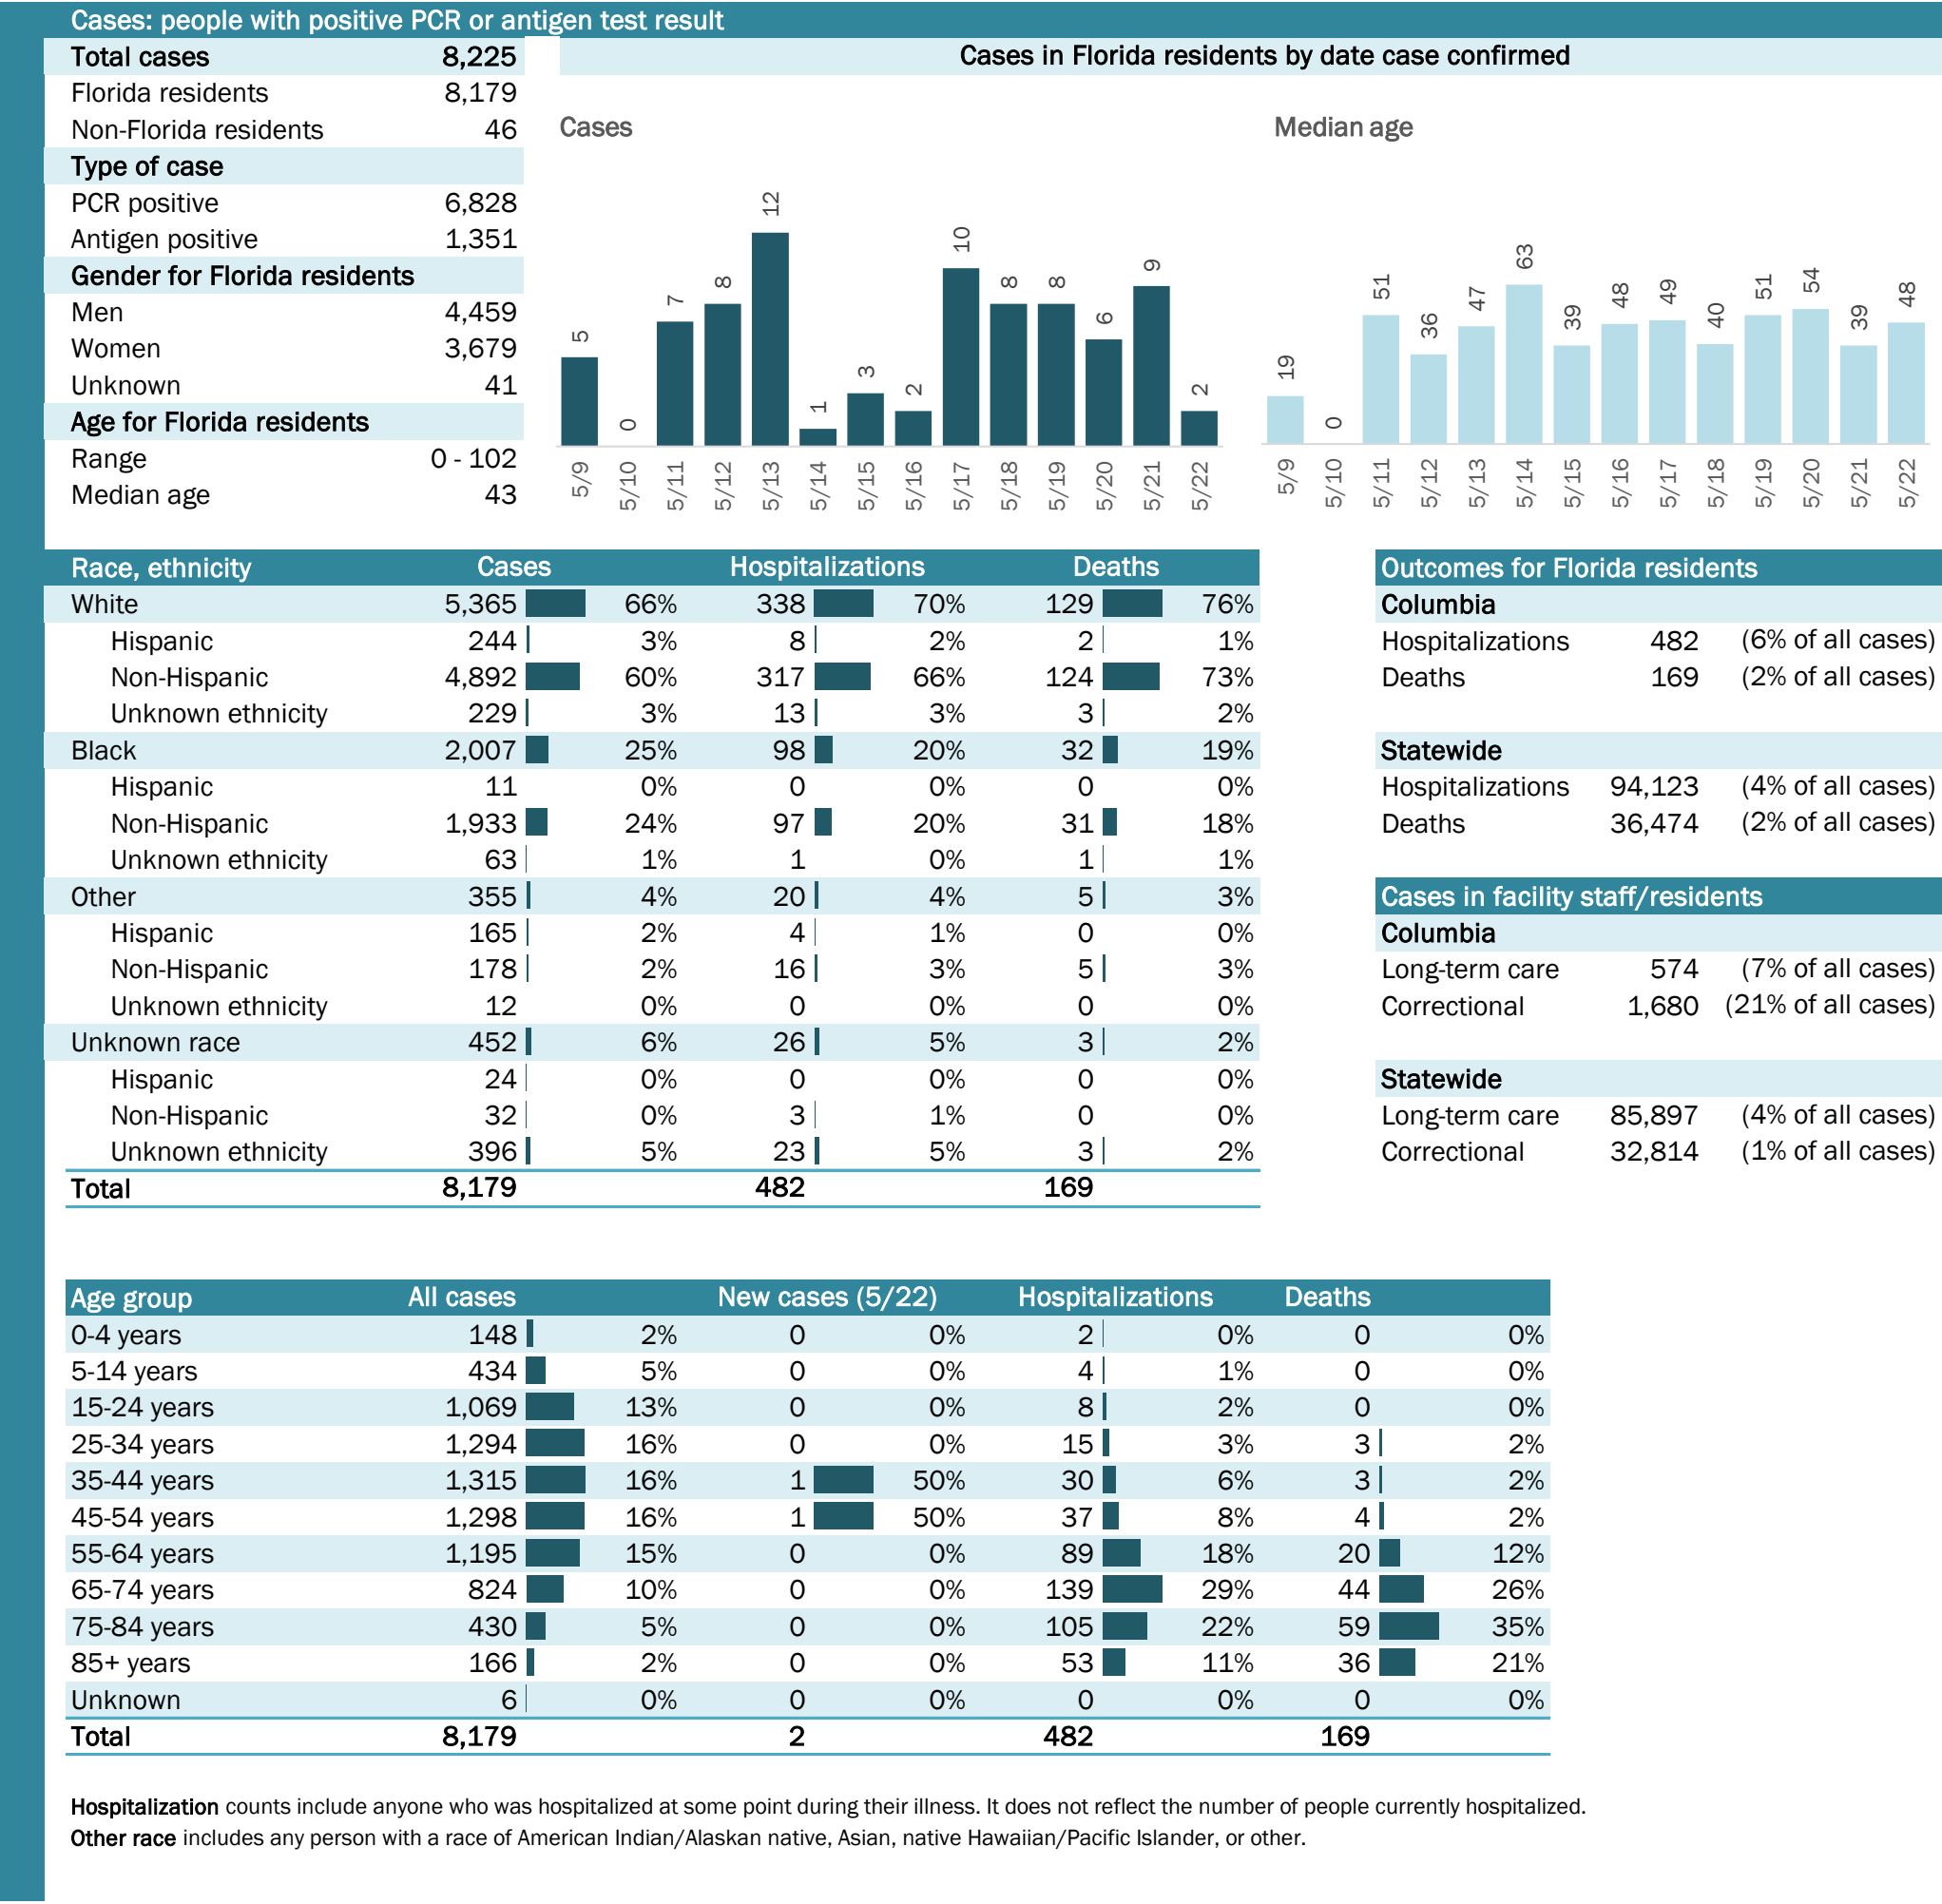 Cases: people with positive PCR or antigen test result
Total cases 8,225
Florida residents 8,179
Non-Florida residents 46
Type of case
PCR positive 6,828
Antigen positive 1,351
Gender for Florida residents
Men 4,459
Women 3,679
Unknown 41
Age for Florida residents
Range 0 - 102
Median age 43
Cases in Florida residents by date case confirmed
Cases
5 0 7 8 12 1 3 2 10 8 8 6 9 2
5/9 5/10 5/11 5/12 5/13 5/14 5/15 5/16 5/17 5/18 5/19 5/20 5/21 5/22
Median age
19 0 51 36 47 63 39 48 49 40 51 54 39 48
5/9 5/10 5/11 5/12 5/13 5/14 5/15 5/16 5/17 5/18 5/19 5/20 5/21 5/22
Race, ethnicity Cases Hospitalizations Deaths
White 5,365 66% 338 70% 129 76%
Hispanic 244 3% 8 2% 2 1%
Non-Hispanic 4,892 60% 317 66% 124 73%
Unknown ethnicity 229 3% 13 3% 3 2%
Black 2,007 25% 98 20% 32 19%
Hispanic 11 0% 0 0% 0 0%
Non-Hispanic 1,933 24% 97 20% 31 18%
Unknown ethnicity 63 1% 1 0% 1 1%
Other 355 4% 20 4% 5 3%
Hispanic 165 2% 4 1% 0 0%
Non-Hispanic 178 2% 16 3% 5 3%
Unknown ethnicity 12 0% 0 0% 0 0%
Unknown race 452 6% 26 5% 3 2%
Hispanic 24 0% 0 0% 0 0%
Non-Hispanic 32 0% 3 1% 0 0%
Unknown ethnicity 396 5% 23 5% 3 2%
Total 8,179 482 169
Outcomes for Florida residents
Columbia
Hospitalizations 482 (6% of all cases)
Deaths 169 (2% of all cases)
Statewide
Hospitalizations 94,123 (4% of all cases)
Deaths 36,474 (2% of all cases)
Cases in facility staff/residents
Columbia
Long-term care 574 (7% of all cases)
Correctional 1,680 (21% of all cases)
Statewide
Long-term care 85,897 (4% of all cases)
Correctional 32,814 (1% of all cases)
Age group All cases New cases (5/22) Hospitalizations Deaths
0-4 years 148 2% 0 0% 2 0% 0 0%
5-14 years 434 5% 0 0% 4 1% 0 0%
15-24 years 1,069 13% 0 0% 8 2% 0 0%
25-34 years 1,294 16% 0 0% 15 3% 3 2%
35-44 years 1,315 16% 1 50% 30 6% 3 2%
45-54 years 1,298 16% 1 50% 37 8% 4 2%
55-64 years 1,195 15% 0 0% 89 18% 20 12%
65-74 years 824 10% 0 0% 139 29% 44 26%
75-84 years 430 5% 0 0% 105 22% 59 35%
85+ years 166 2% 0 0% 53 11% 36 21%
Unknown 6 0% 0 0% 0 0% 0 0%
Total 8,179 2 482 169
Hospitalization counts include anyone who was hospitalized at some point during their illness. It does not reflect the number of people currently hospitalized.
Other race includes any person with a race of American Indian/Alaskan native, Asian, native Hawaiian/Pacific Islander, or other.